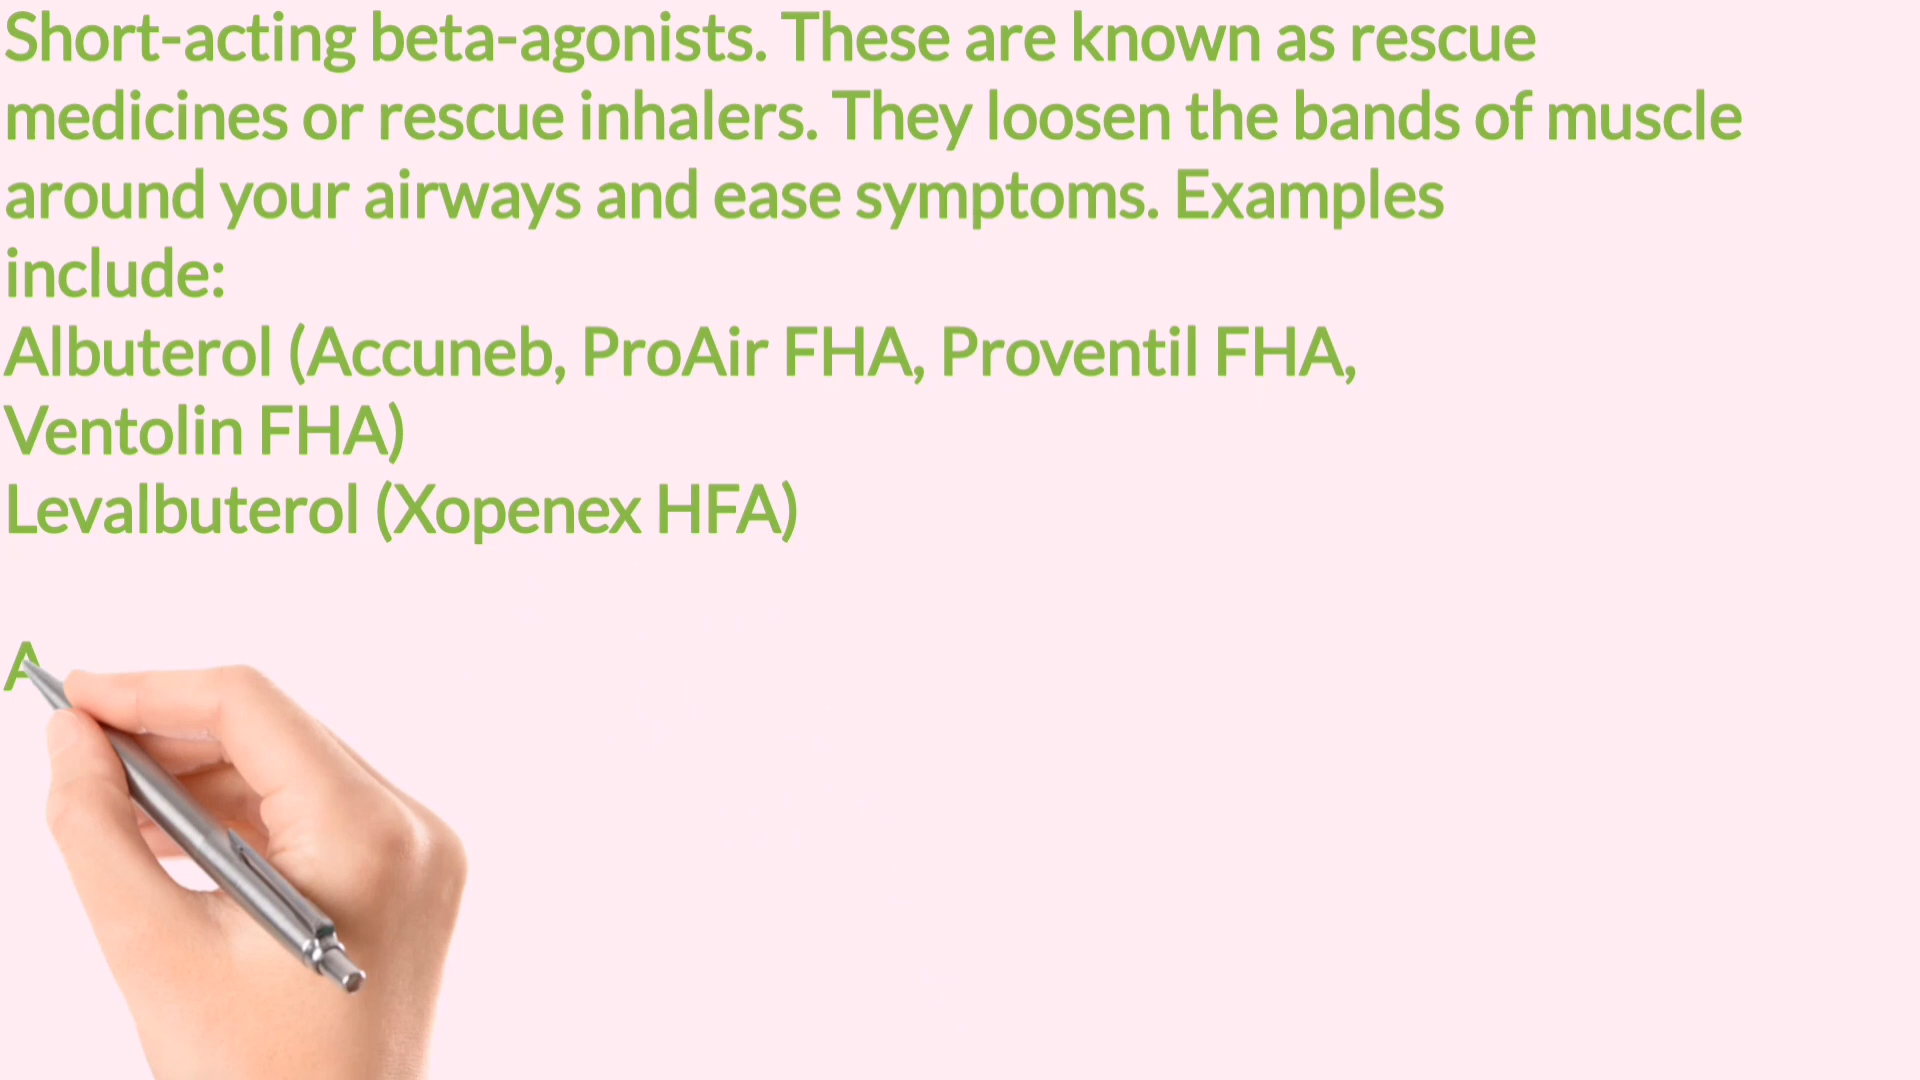 Short-acting beta-agonists. These are known as rescue
medicines or rescue inhalers. They loosen the bands of muscle
around your airways and ease symptoms. Examples
include:
Albuterol (Accuneb, ProAir FHA, Proventil FHA,
Ventolin FHA)
Levalbuterol (Xopenex HFA)
A